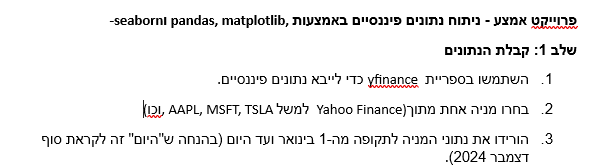 פרוייקט אמצע - ניתוח נתונים פיננסיים באמצעות pandas, matplotlib, וseaborn-
שלב 1: קבלת הנתונים
1. השתמשו בספריית yfinance כדי לייבא נתונים פיננסיים.
2. בחרו מניה אחת מתוך(Yahoo Finance למשל AAPL, MSFT, TSLA, וכו)
3. הורידו את נתוני המניה לתקופה מה-1 בינואר ועד היום (בהנחה ש"היום" זה לקראת סוף
דצמבר 2024).